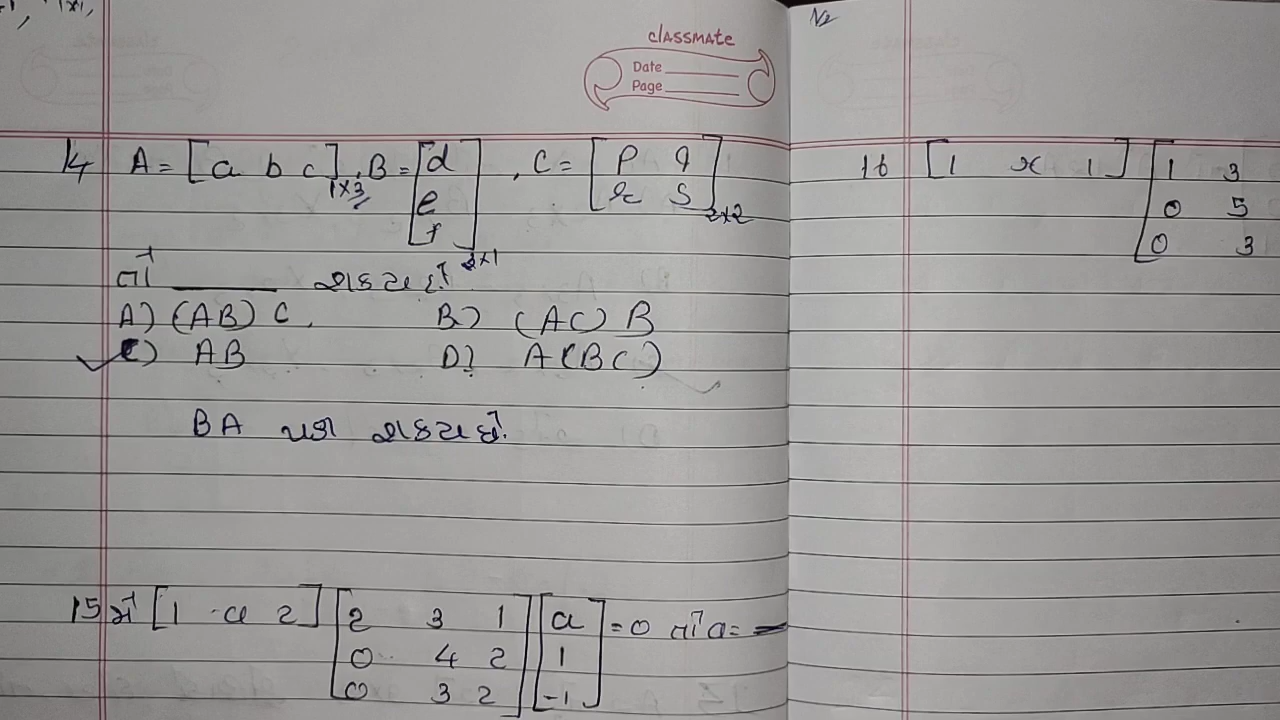 classmate
Date
Page
14 A = [a b c] 1×3, B = [d e f] 3×1, C = [p q r s] 2×2
તો ______ શક્ય છે.
A) (AB) C. B) (AC) B
C) AB D) A(BC)
BA પણ શક્ય છે.
15 જો [1 a 2] [2 3 1
0 4 2
0 3 2] [a
1
-1] = 0 તો a = —
16 [1 x 1] [1 3
0 5
0 3